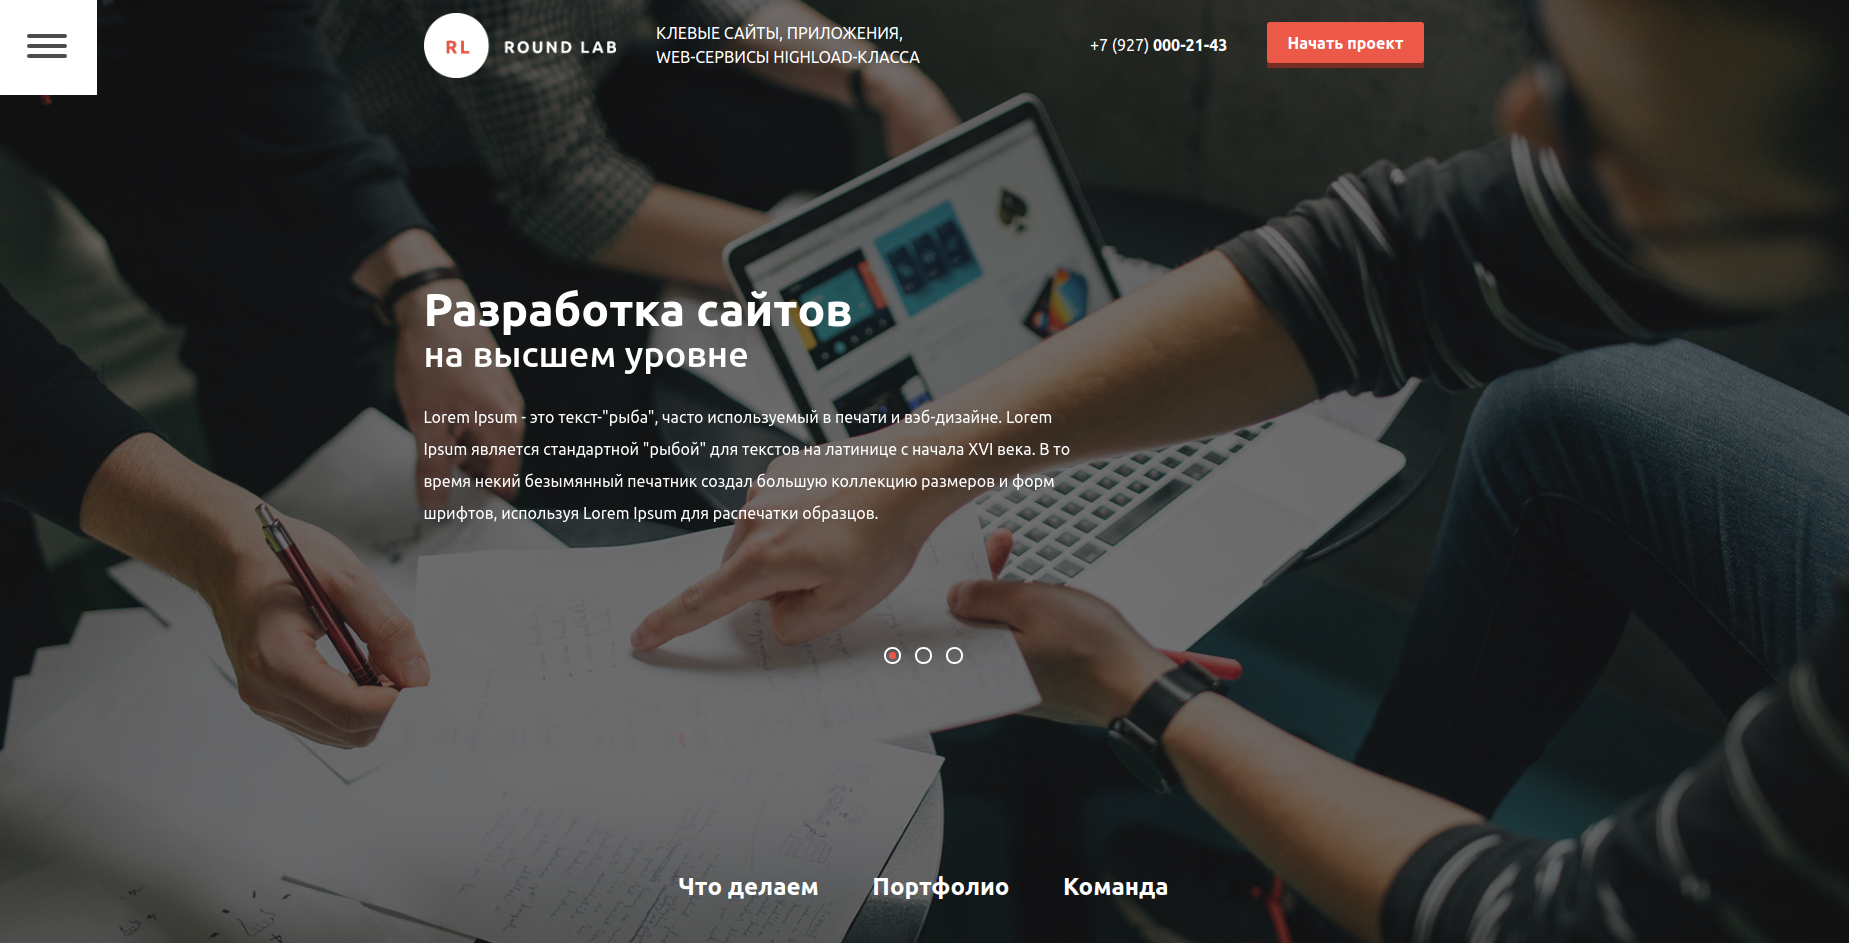 RL ROUND LAB
КЛЕВЫЕ САЙТЫ, ПРИЛОЖЕНИЯ,
WEB-СЕРВИСЫ HIGHLOAD-КЛАССА
+7 (927) 000-21-43
Начать проект
Разработка сайтов
на высшем уровне
Lorem Ipsum - это текст-"рыба", часто используемый в печати и вэб-дизайне. Lorem
Ipsum является стандартной "рыбой" для текстов на латинице с начала XVI века. В то
время некий безымянный печатник создал большую коллекцию размеров и форм
шрифтов, используя Lorem Ipsum для распечатки образцов.
Что делаем Портфолио Команда